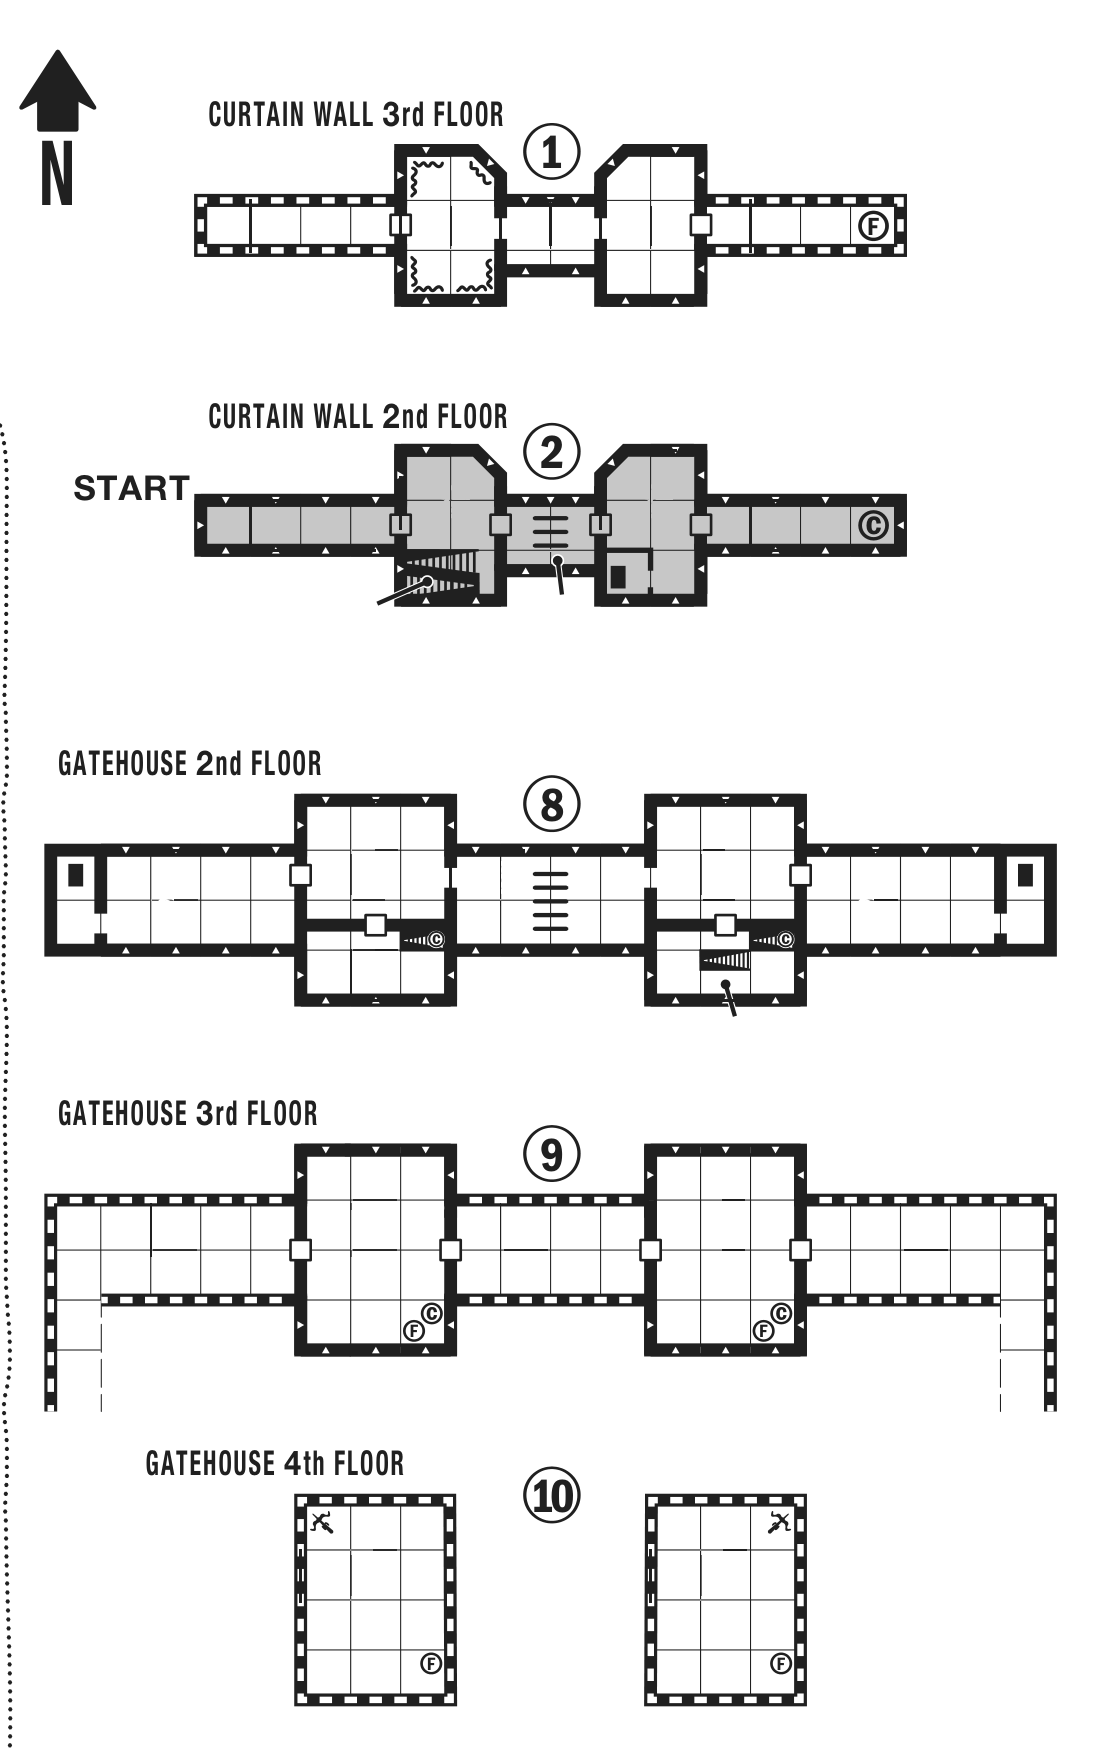 CURTAIN WALL 3rd FLOOR
1
N
F
CURTAIN WALL 2nd FLOOR
2
START
C
GATEHOUSE 2nd FLOOR
8
C C
GATEHOUSE 3rd FLOOR
9
C C
F F
GATEHOUSE 4th FLOOR
10
F F